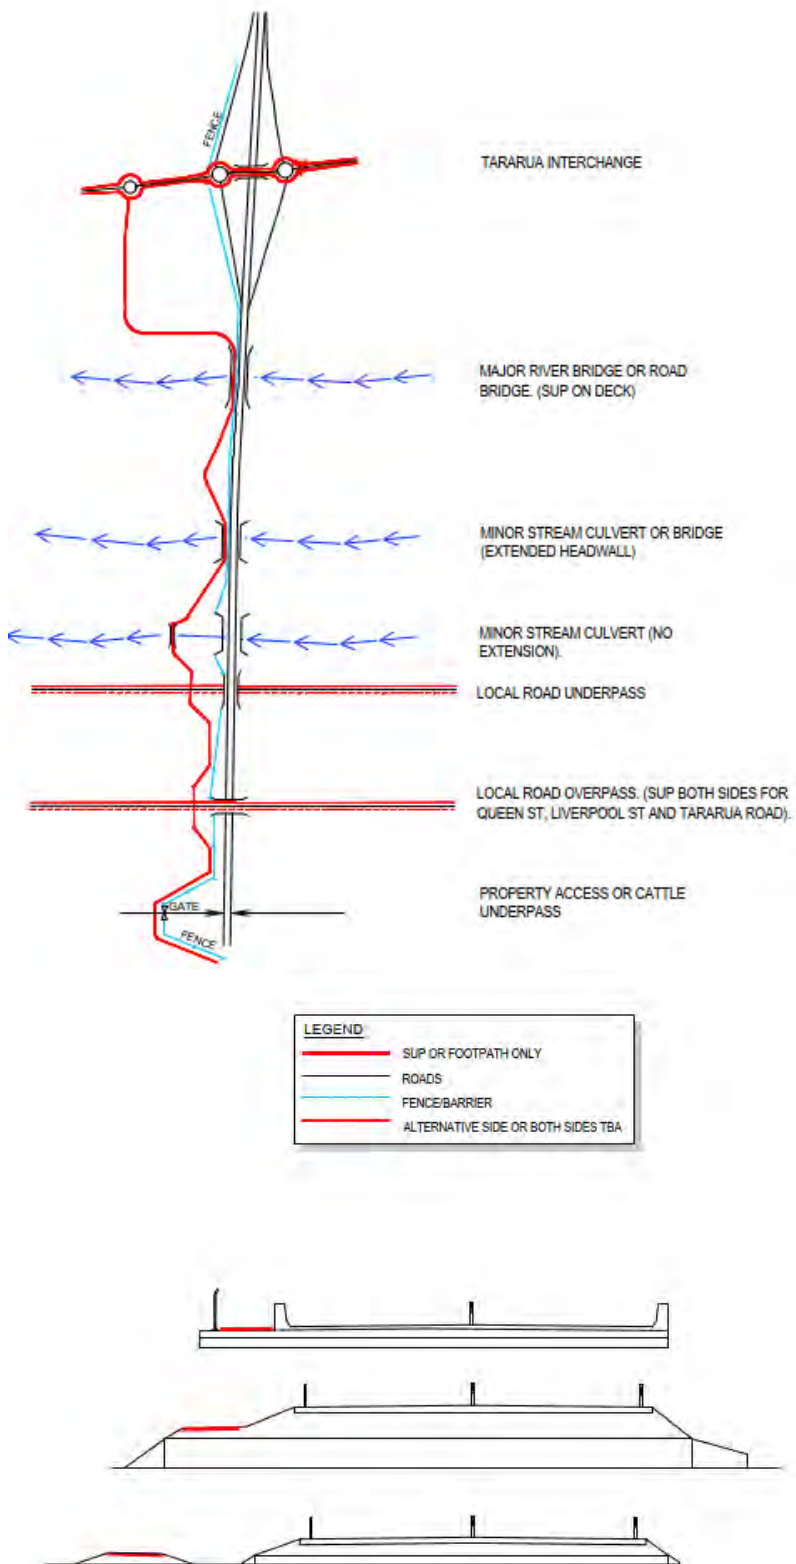 FENCE
TARARUA INTERCHANGE
MAJOR RIVER BRIDGE OR ROAD
BRIDGE. (SUP ON DECK)
MINOR STREAM CULVERT OR BRIDGE
(EXTENDED HEADWALL)
MINOR STREAM CULVERT (NO
EXTENSION).
LOCAL ROAD UNDERPASS
LOCAL ROAD OVERPASS. (SUP BOTH SIDES FOR
QUEEN ST, LIVERPOOL ST AND TARARUA ROAD).
PROPERTY ACCESS OR CATTLE
UNDERPASS
GATE
FENCE
LEGEND
SUP OR FOOTPATH ONLY
ROADS
FENCE/BARRIER
ALTERNATIVE SIDE OR BOTH SIDES TBA